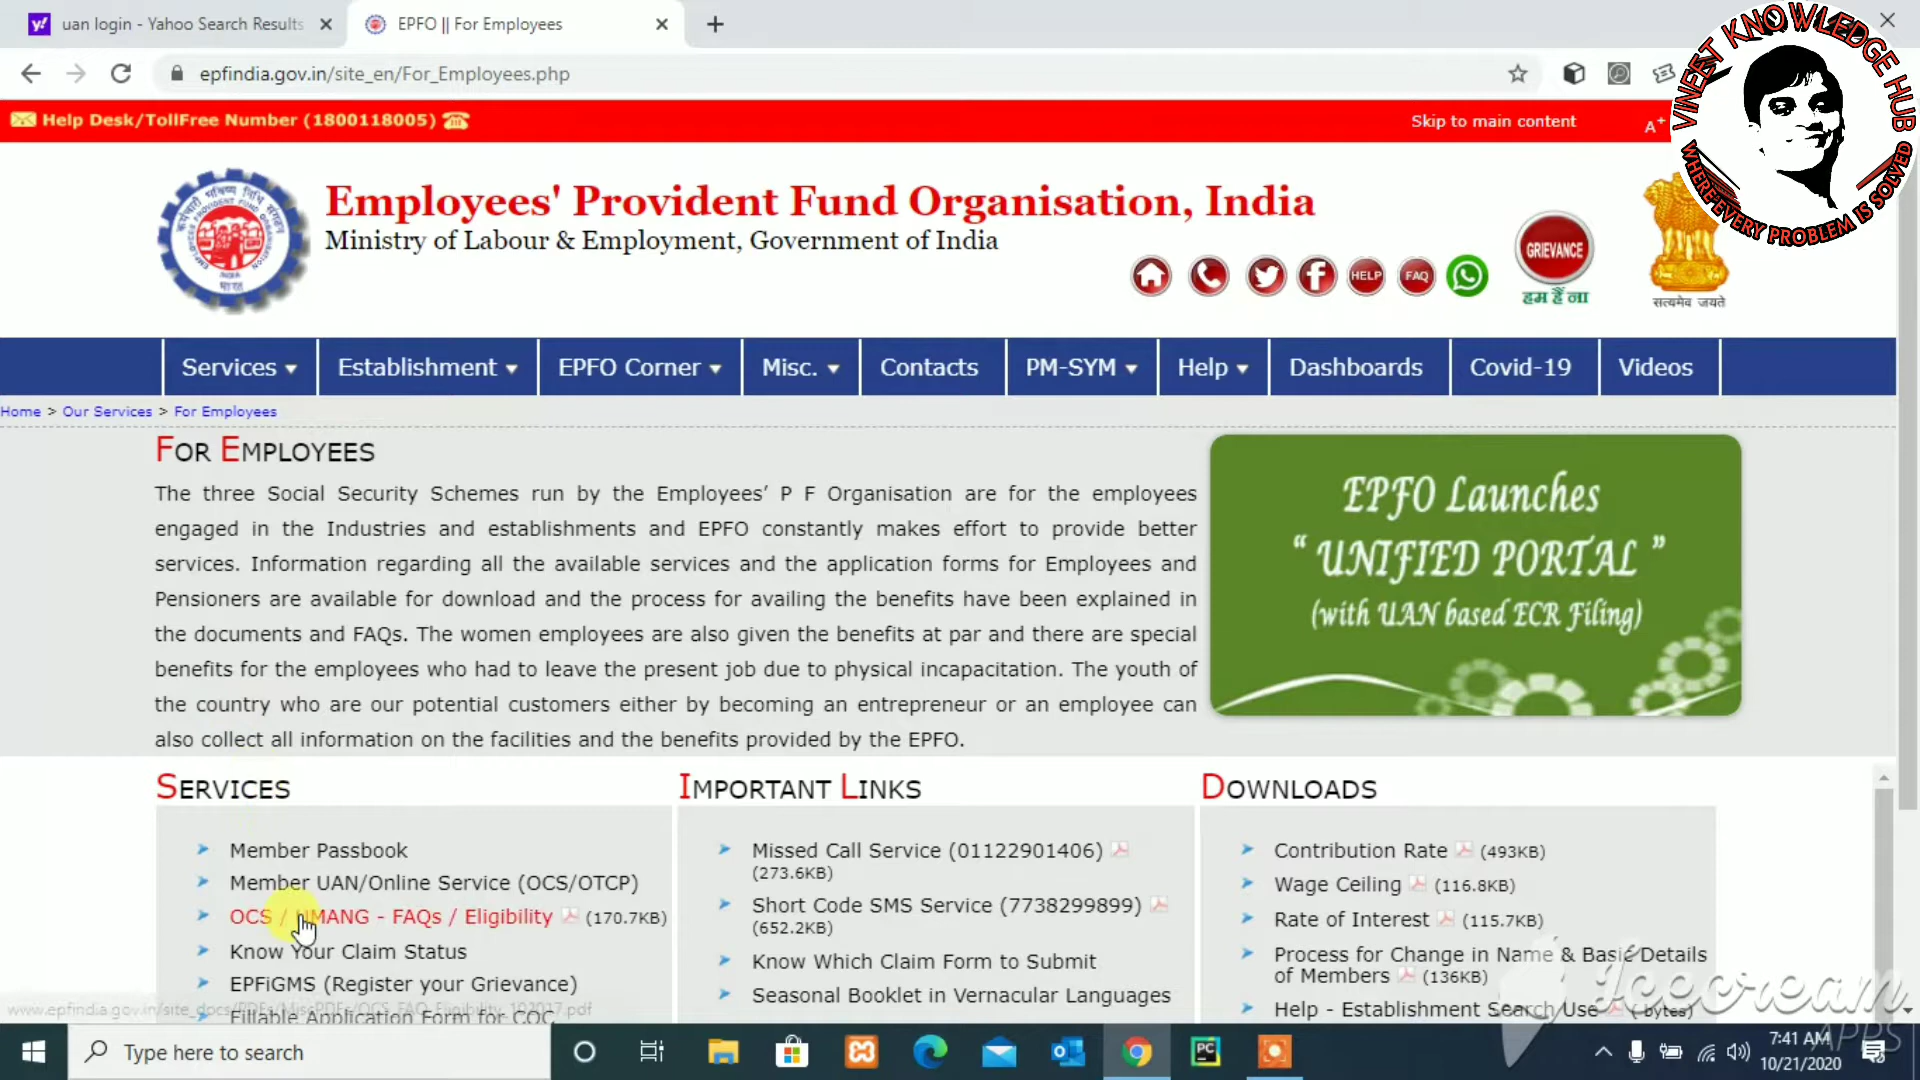 uan login - Yahoo Search Results
EPFO || For Employees
epfindia.gov.in/site_en/For_Employees.php
VINEET KNOWLEDGE HUB
WHERE EVERY PROBLEM IS SOLVED
Help Desk/TollFree Number (1800118005)
Skip to main content
A+
Employees' Provident Fund Organisation, India
Ministry of Labour & Employment, Government of India
HELP
FAQ
GRIEVANCE
हम हैं ना
सत्यमेव जयते
Services
Establishment
EPFO Corner
Misc.
Contacts
PM-SYM
Help
Dashboards
Covid-19
Videos
Home > Our Services > For Employees
FOR EMPLOYEES
The three Social Security Schemes run by the Employees' P F Organisation are for the employees
engaged in the Industries and establishments and EPFO constantly makes effort to provide better
services. Information regarding all the available services and the application forms for Employees and
Pensioners are available for download and the process for availing the benefits have been explained in
the documents and FAQs. The women employees are also given the benefits at par and there are special
benefits for the employees who had to leave the present job due to physical incapacitation. The youth of
the country who are our potential customers either by becoming an entrepreneur or an employee can
also collect all information on the facilities and the benefits provided by the EPFO.
EPFO Launches
“ UNIFIED PORTAL ”
(with UAN based ECR Filing)
SERVICES
Member Passbook
Member UAN/Online Service (OCS/OTCP)
OCS / UMANG - FAQs / Eligibility (170.7KB)
Know Your Claim Status
EPFiGMS (Register your Grievance)
Fillable Application Form for COC
IMPORTANT LINKS
Missed Call Service (01122901406)
(273.6KB)
Short Code SMS Service (7738299899)
(652.2KB)
Know Which Claim Form to Submit
Seasonal Booklet in Vernacular Languages
DOWNLOADS
Contribution Rate (493KB)
Wage Ceiling (116.8KB)
Rate of Interest (115.7KB)
Process for Change in Name & Basic Details
of Members (136KB)
Help - Establishment Search Use ( bytes)
Icecream
APPS
Type here to search
PC
7:41 AM
10/21/2020